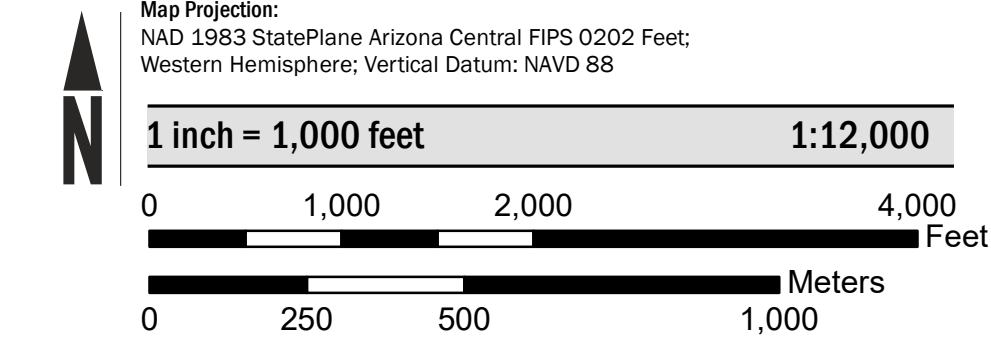 Map Projection:
NAD 1983 StatePlane Arizona Central FIPS 0202 Feet;
Western Hemisphere; Vertical Datum: NAVD 88
N
1 inch = 1,000 feet 1:12,000
0 1,000 2,000 4,000
Feet
Meters
0 250 500 1,000